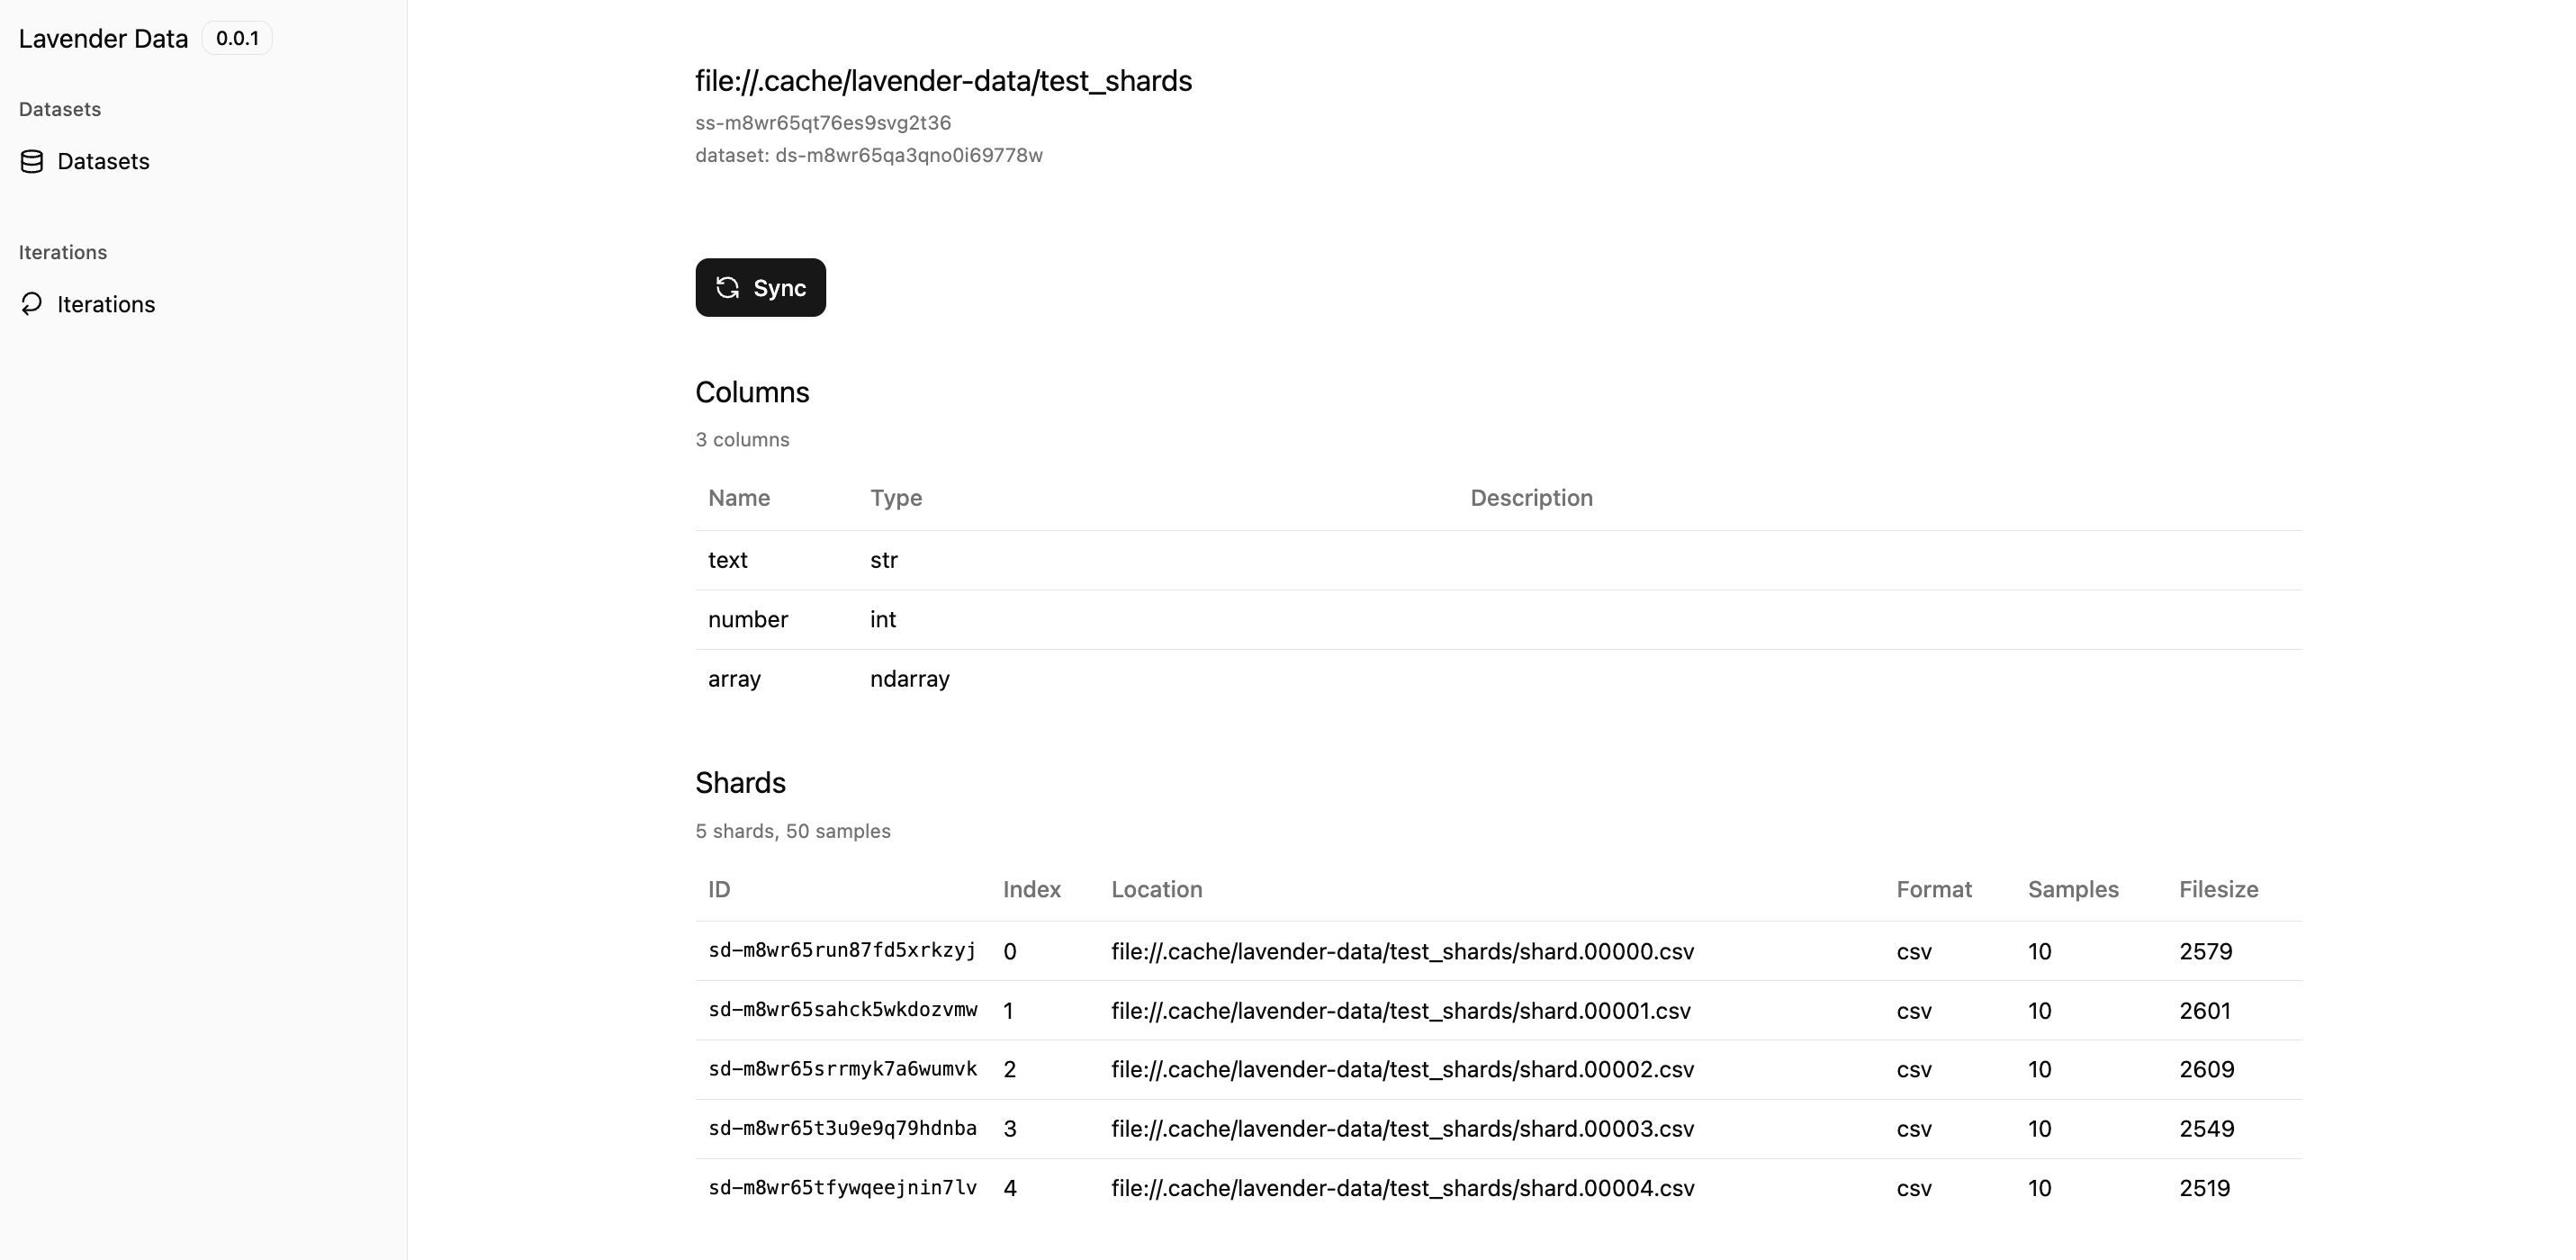 Lavender Data 0.0.1
Datasets
Datasets
Iterations
Iterations
file://.cache/lavender-data/test_shards
ss-m8wr65qt76es9svg2t36
dataset: ds-m8wr65qa3qno0i69778w
Sync
Columns
3 columns
Name Type Description
text str
number int
array ndarray
Shards
5 shards, 50 samples
ID Index Location Format Samples Filesize
sd-m8wr65run87fd5xrkzyj 0 file://.cache/lavender-data/test_shards/shard.00000.csv csv 10 2579
sd-m8wr65sahck5wkdozvmw 1 file://.cache/lavender-data/test_shards/shard.00001.csv csv 10 2601
sd-m8wr65srrmyk7a6wumvk 2 file://.cache/lavender-data/test_shards/shard.00002.csv csv 10 2609
sd-m8wr65t3u9e9q79hdnba 3 file://.cache/lavender-data/test_shards/shard.00003.csv csv 10 2549
sd-m8wr65tfywqeejnin7lv 4 file://.cache/lavender-data/test_shards/shard.00004.csv csv 10 2519